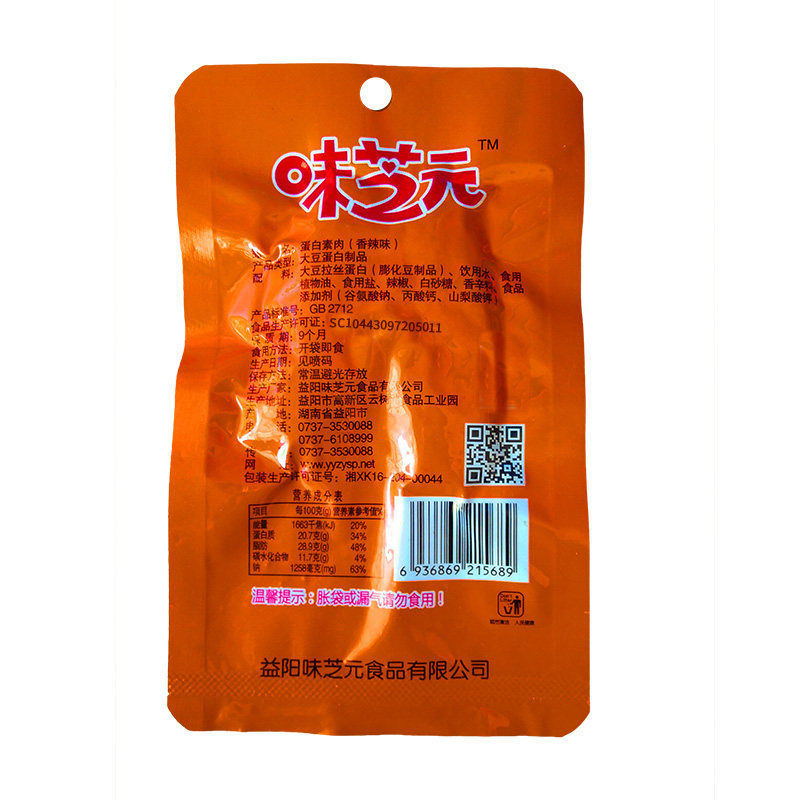 味芝元 TM
名：蛋白素肉（香辣味）
产品类型：大豆蛋白制品
配 料：大豆拉丝蛋白（膨化豆制品）、饮用水、食用
植物油、食用盐、辣椒、白砂糖、香辛料、食品
添加剂（谷氨酸钠、丙酸钙、山梨酸钾）
产品标准号：GB 2712
食品生产许可证：SC10443097205011
质 期：9个月
食用方法：开袋即食
生产日期：见喷码
保存方法：常温避光存放
生产厂家：益阳味芝元食品有限公司
生产地址：益阳市高新区云树 食品工业园
产 地：湖南省益阳市
电 话：0737-3530088
0737-6108999
传 ：0737-3530088
网 ：www.yyzysp.net
包装生产许可证号：湘XK16-204-00044
营养成分表
项目 每100克(g) 营养素参考值%
能量 1663千焦(kJ) 20%
蛋白质 20.7克(g) 34%
脂肪 28.9克(g) 48%
碳水化合物 11.7克(g) 4%
钠 1258毫克(mg) 63%
6 936869 215689
温馨提示：胀袋或漏气请勿食用！
益阳味芝元食品有限公司